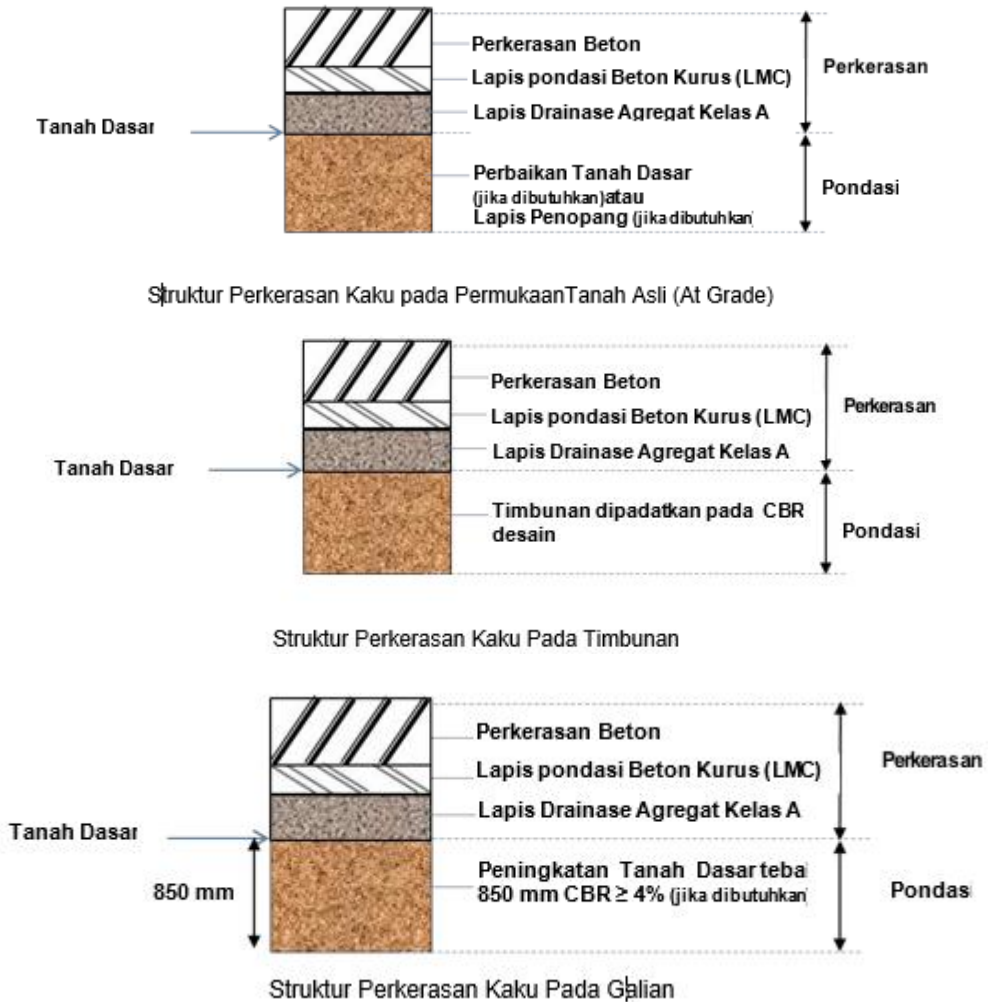 Perkerasan Beton
Lapis pondasi Beton Kurus (LMC)
Perkerasan
Lapis Drainase Agregat Kelas A
Tanah Dasar
Perbaikan Tanah Dasar
(jika dibutuhkan)atau
Lapis Penopang (jika dibutuhkan
Pondasi
Struktur Perkerasan Kaku pada PermukaanTanah Asli (At Grade)
Perkerasan Beton
Lapis pondasi Beton Kurus (LMC)
Perkerasan
Lapis Drainase Agregat Kelas A
Tanah Dasar
Timbunan dipadatkan pada CBR
desain
Pondasi
Struktur Perkerasan Kaku Pada Timbunan
Perkerasan Beton
Lapis pondasi Beton Kurus (LMC)
Perkerasan
Lapis Drainase Agregat Kelas A
Tanah Dasar
850 mm
Peningkatan Tanah Dasar teba
850 mm CBR ≥ 4% (jika dibutuhkan
Pondasi
Struktur Perkerasan Kaku Pada Galian